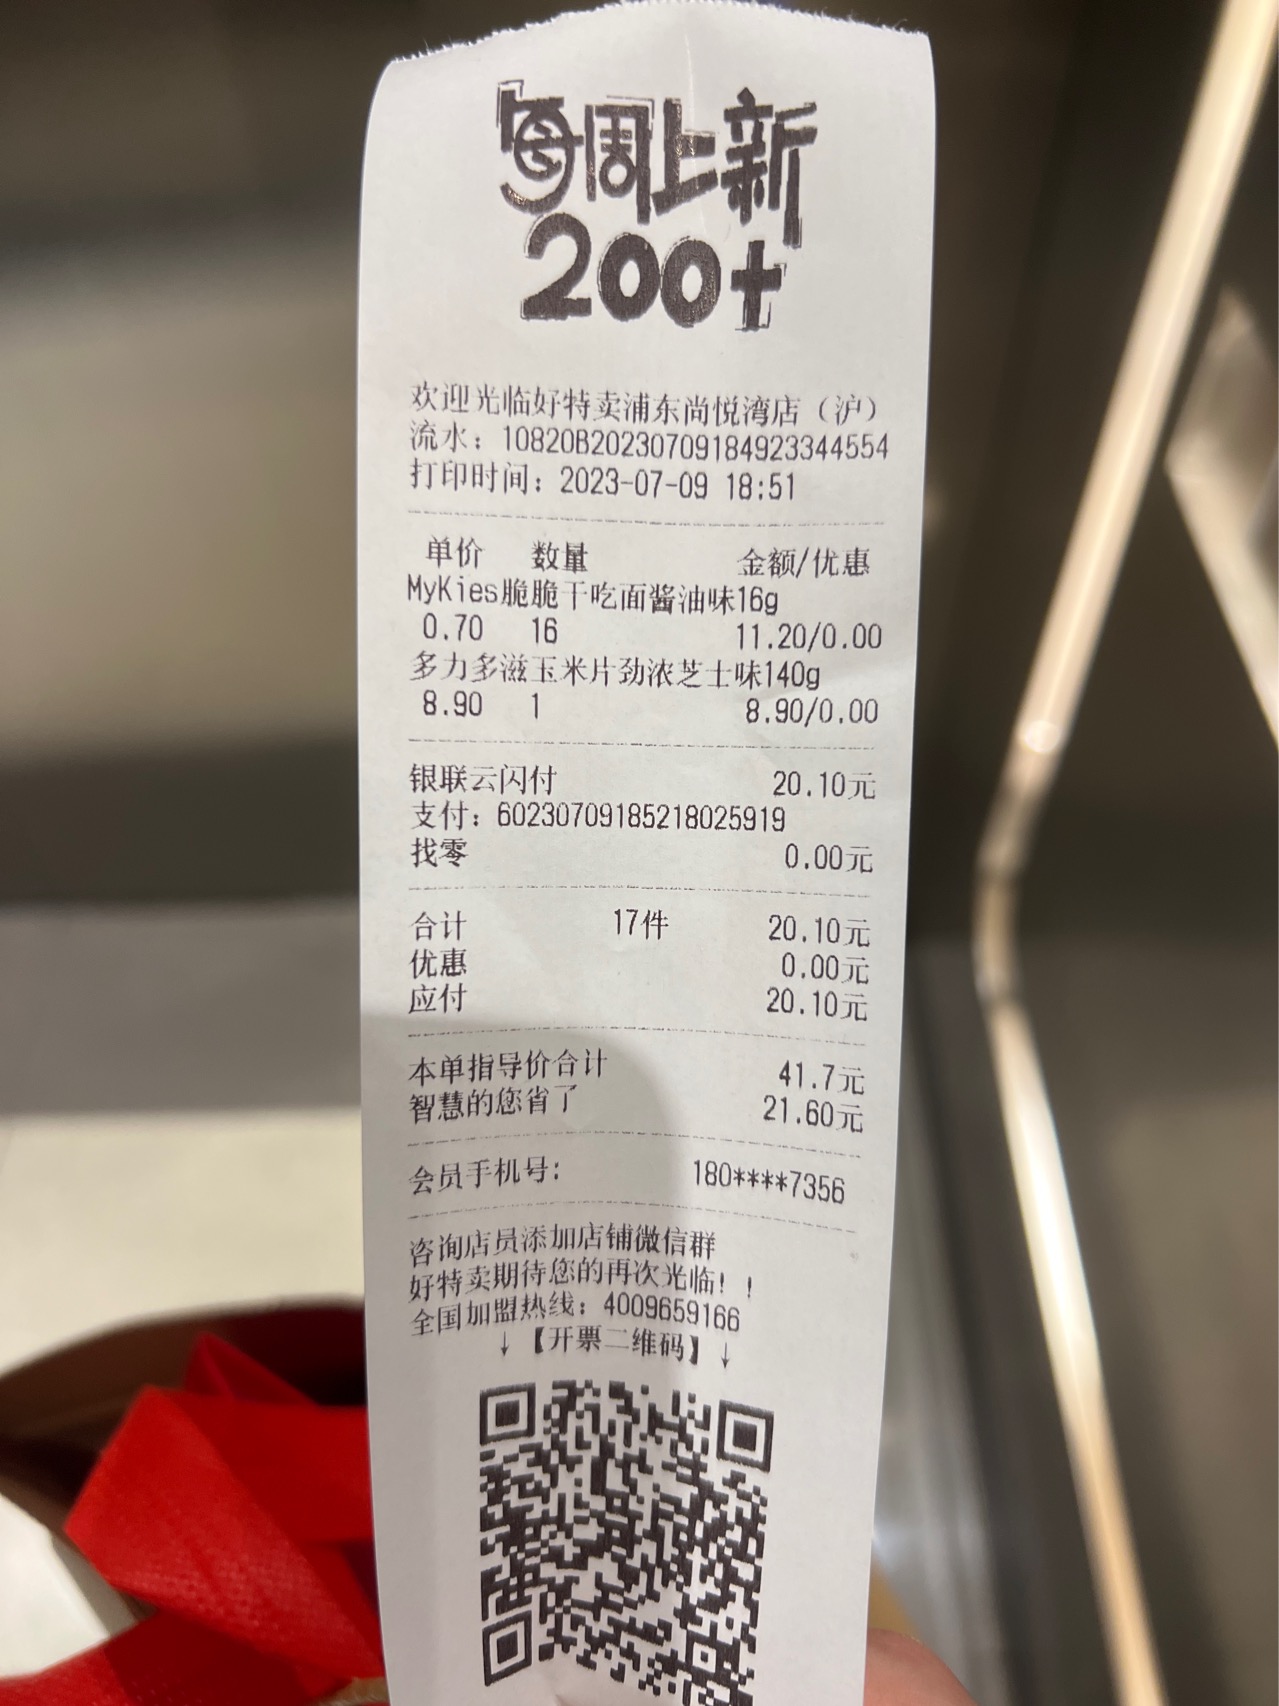 每周上新
200+
欢迎光临好特卖浦东尚悦湾店（沪）
流水：10820B20230709184923344554
打印时间：2023-07-09 18:51
单价 数量 金额/优惠
MyKies脆脆干吃面酱油味16g
0.70 16 11.20/0.00
多力多滋玉米片劲浓芝士味140g
8.90 1 8.90/0.00
银联云闪付 20.10元
支付：60230709185218025919
找零 0.00元
合计 17件 20.10元
优惠 0.00元
应付 20.10元
本单指导价合计 41.7元
智慧的您省了 21.60元
会员手机号： 180****7356
咨询店员添加店铺微信群
好特卖期待您的再次光临！！
全国加盟热线：4009659166
↓【开票二维码】↓